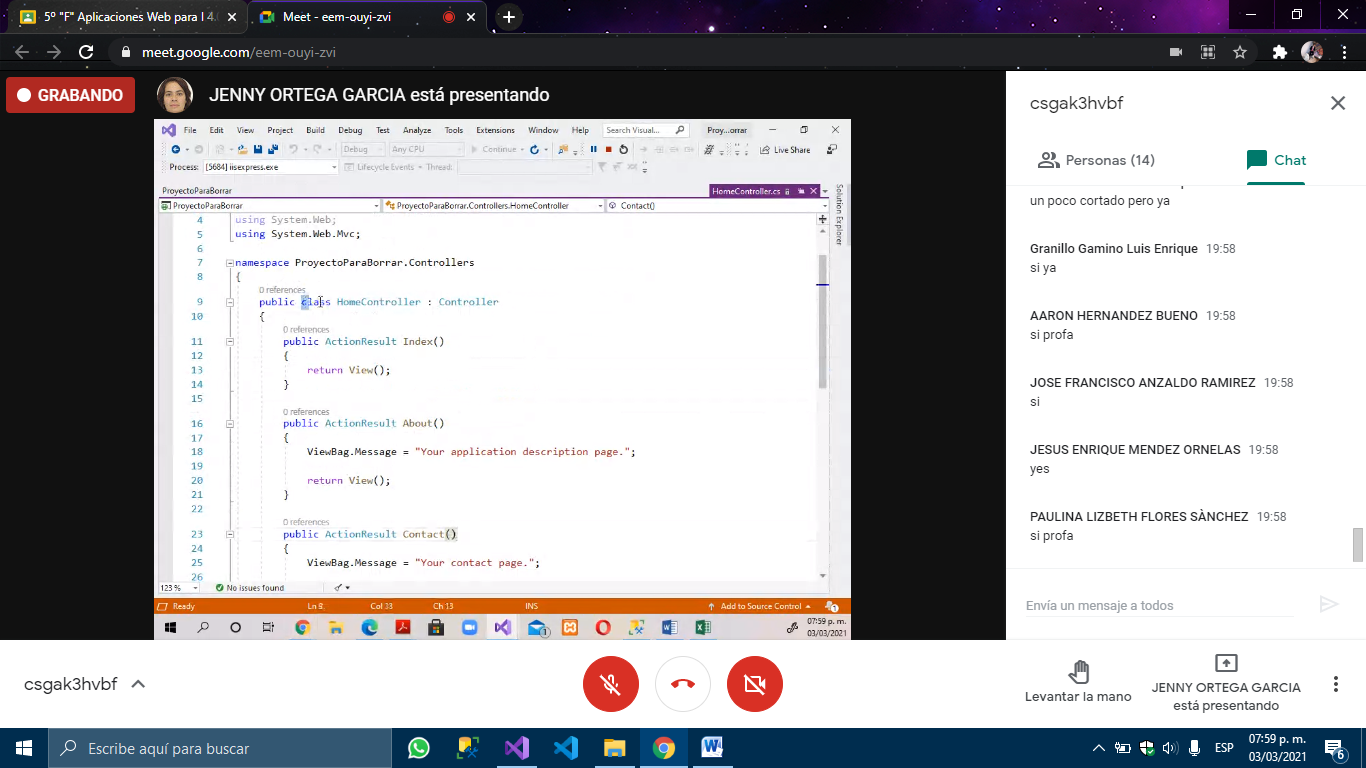 5º "F" Aplicaciones Web para I 4.0
Meet - eem-ouyi-zvi
meet.google.com/eem-ouyi-zvi
GRABANDO
JENNY ORTEGA GARCIA está presentando
File Edit View Project Build Debug Test Analyze Tools Extensions Window Help Search Visual... Proy...orrar
Debug Any CPU Continue Live Share
Process: [5684] iisexpress.exe Lifecycle Events Thread:
ProyectoParaBorrar
HomeController.cs
Solution Explorer
ProyectoParaBorrar ProyectoParaBorrar.Controllers.HomeController Contact()
4 using System.Web;
5 using System.Web.Mvc;
6
7 namespace ProyectoParaBorrar.Controllers
8 {
0 references
9 public class HomeController : Controller
10 {
0 references
11 public ActionResult Index()
12 {
13 return View();
14 }
15
0 references
16 public ActionResult About()
17 {
18 ViewBag.Message = "Your application description page.";
19
20 return View();
21 }
22
0 references
23 public ActionResult Contact()
24 {
25 ViewBag.Message = "Your contact page.";
26
123 % No issues found
Ready Col 33 Ch 13 INS Add to Source Control 1
07:59 p. m.
03/03/2021
csgak3hvbf
Personas (14)
Chat
un poco cortado pero ya
Granillo Gamino Luis Enrique 19:58
si ya
AARON HERNANDEZ BUENO 19:58
si profa
JOSE FRANCISCO ANZALDO RAMIREZ 19:58
si
JESUS ENRIQUE MENDEZ ORNELAS 19:58
yes
PAULINA LIZBETH FLORES SÀNCHEZ 19:58
si profa
Envía un mensaje a todos
csgak3hvbf
Levantar la mano
JENNY ORTEGA GARCIA
está presentando
Escribe aquí para buscar
ESP
07:59 p. m.
03/03/2021
6